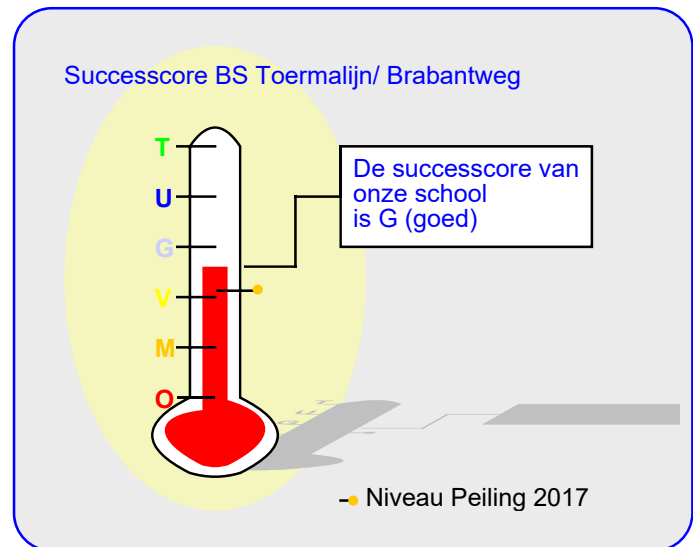 Successcore BS Toermalijn/ Brabantweg
T
U
G
V
M
O
De successcore van
onze school
is G (goed)
Niveau Peiling 2017